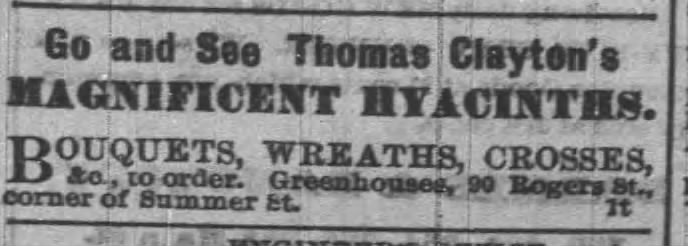 Go and See Thomas Clayton's
MAGNIFICENT HYACINTHS.
BOUQUETS, WREATHS, CROSSES,
&c., to order. Greenhouses, 90 Rogers St.,
corner of Summer St. 1t